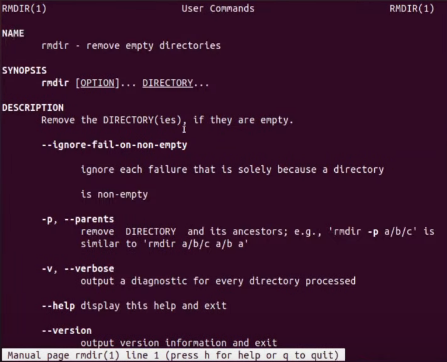 RMDIR(1) User Commands RMDIR(1)
NAME
rmdir - remove empty directories
SYNOPSIS
rmdir [OPTION]... DIRECTORY...
DESCRIPTION
Remove the DIRECTORY(ies), if they are empty.
--ignore-fail-on-non-empty
ignore each failure that is solely because a directory
is non-empty
-p, --parents
remove DIRECTORY and its ancestors; e.g., 'rmdir -p a/b/c' is
similar to 'rmdir a/b/c a/b a'
-v, --verbose
output a diagnostic for every directory processed
--help display this help and exit
--version
output version information and exit
Manual page rmdir(1) line 1 (press h for help or q to quit)